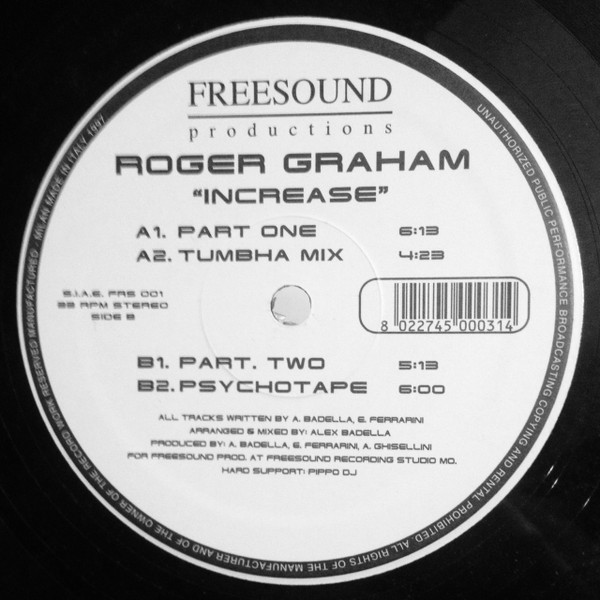 FREESOUND
productions
ROGER GRAHAM
“INCREASE”
A1. PART ONE 6:13
A2. TUMBHA MIX 4:23
S.I.A.E. FRS 001
33 RPM STEREO
SIDE B
8 022745 000314
B1. PART. TWO 5:13
B2. PSYCHOTAPE 6:00
ALL TRACKS WRITTEN BY A. BADELLA, E. FERRARINI
ARRANGED & MIXED BY: ALEX BADELLA
PRODUCED BY: A. BADELLA, E. FERRARINI, A. GHISELLINI
FOR FREESOUND PROD. AT FREESOUND RECORDING STUDIO MO.
HARD SUPPORT: PIPPO DJ
UNAUTHORIZED PUBLIC PERFORMANCE BROADCASTING COPYING AND RENTAL PROHIBITED. ALL RIGHTS OF THE MANUFACTURER AND OF THE OWNER OF THE RECORD WORK RESERVED MANUFACTURED - MILAN MADE IN ITALY 1997